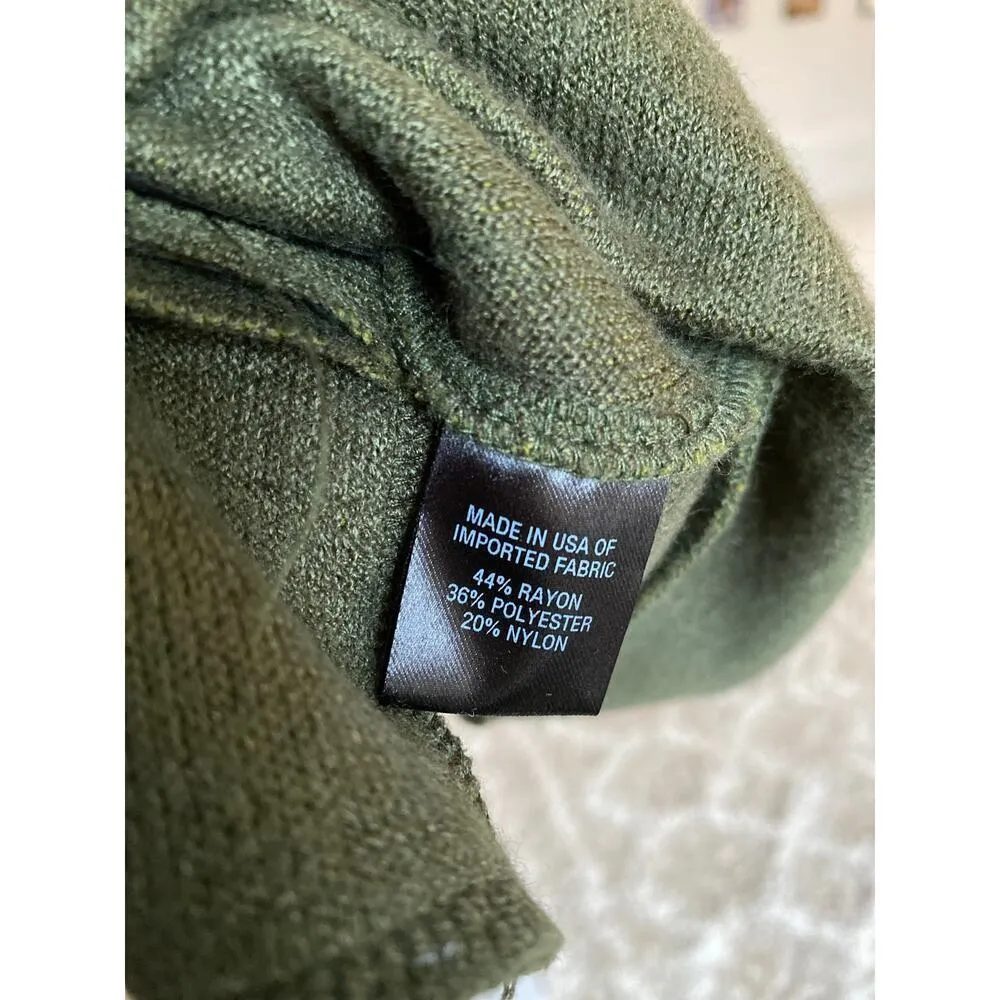 MADE IN USA OF
IMPORTED FABRIC
44% RAYON
36% POLYESTER
20% NYLON